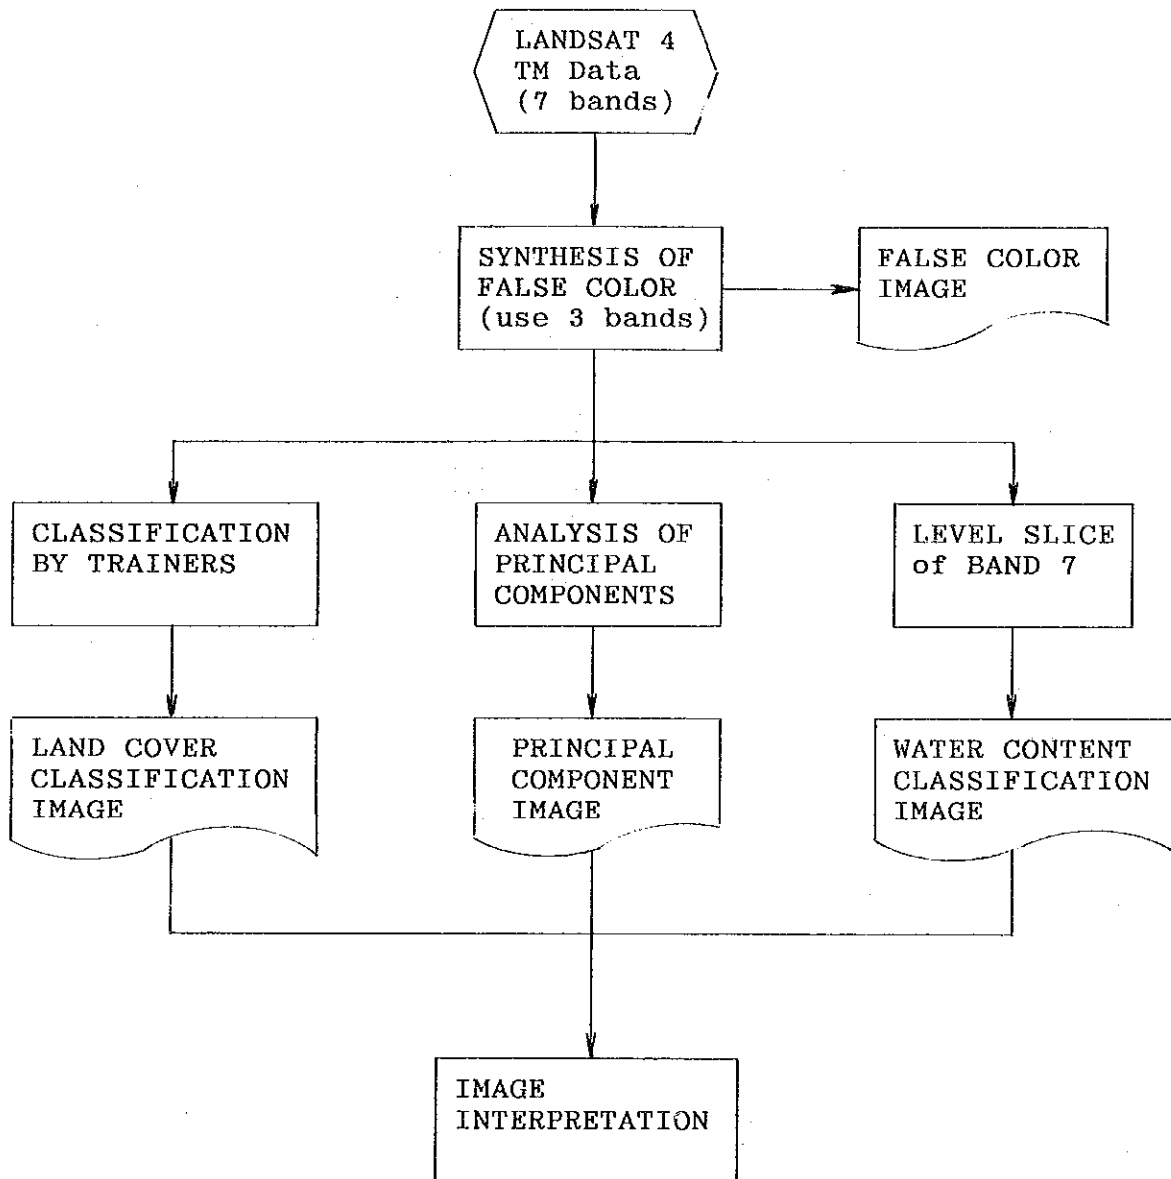 LANDSAT 4
TM Data
(7 bands)
SYNTHESIS OF
FALSE COLOR
(use 3 bands)
FALSE COLOR
IMAGE
CLASSIFICATION
BY TRAINERS
ANALYSIS OF
PRINCIPAL
COMPONENTS
LEVEL SLICE
of BAND 7
LAND COVER
CLASSIFICATION
IMAGE
PRINCIPAL
COMPONENT
IMAGE
WATER CONTENT
CLASSIFICATION
IMAGE
IMAGE
INTERPRETATION